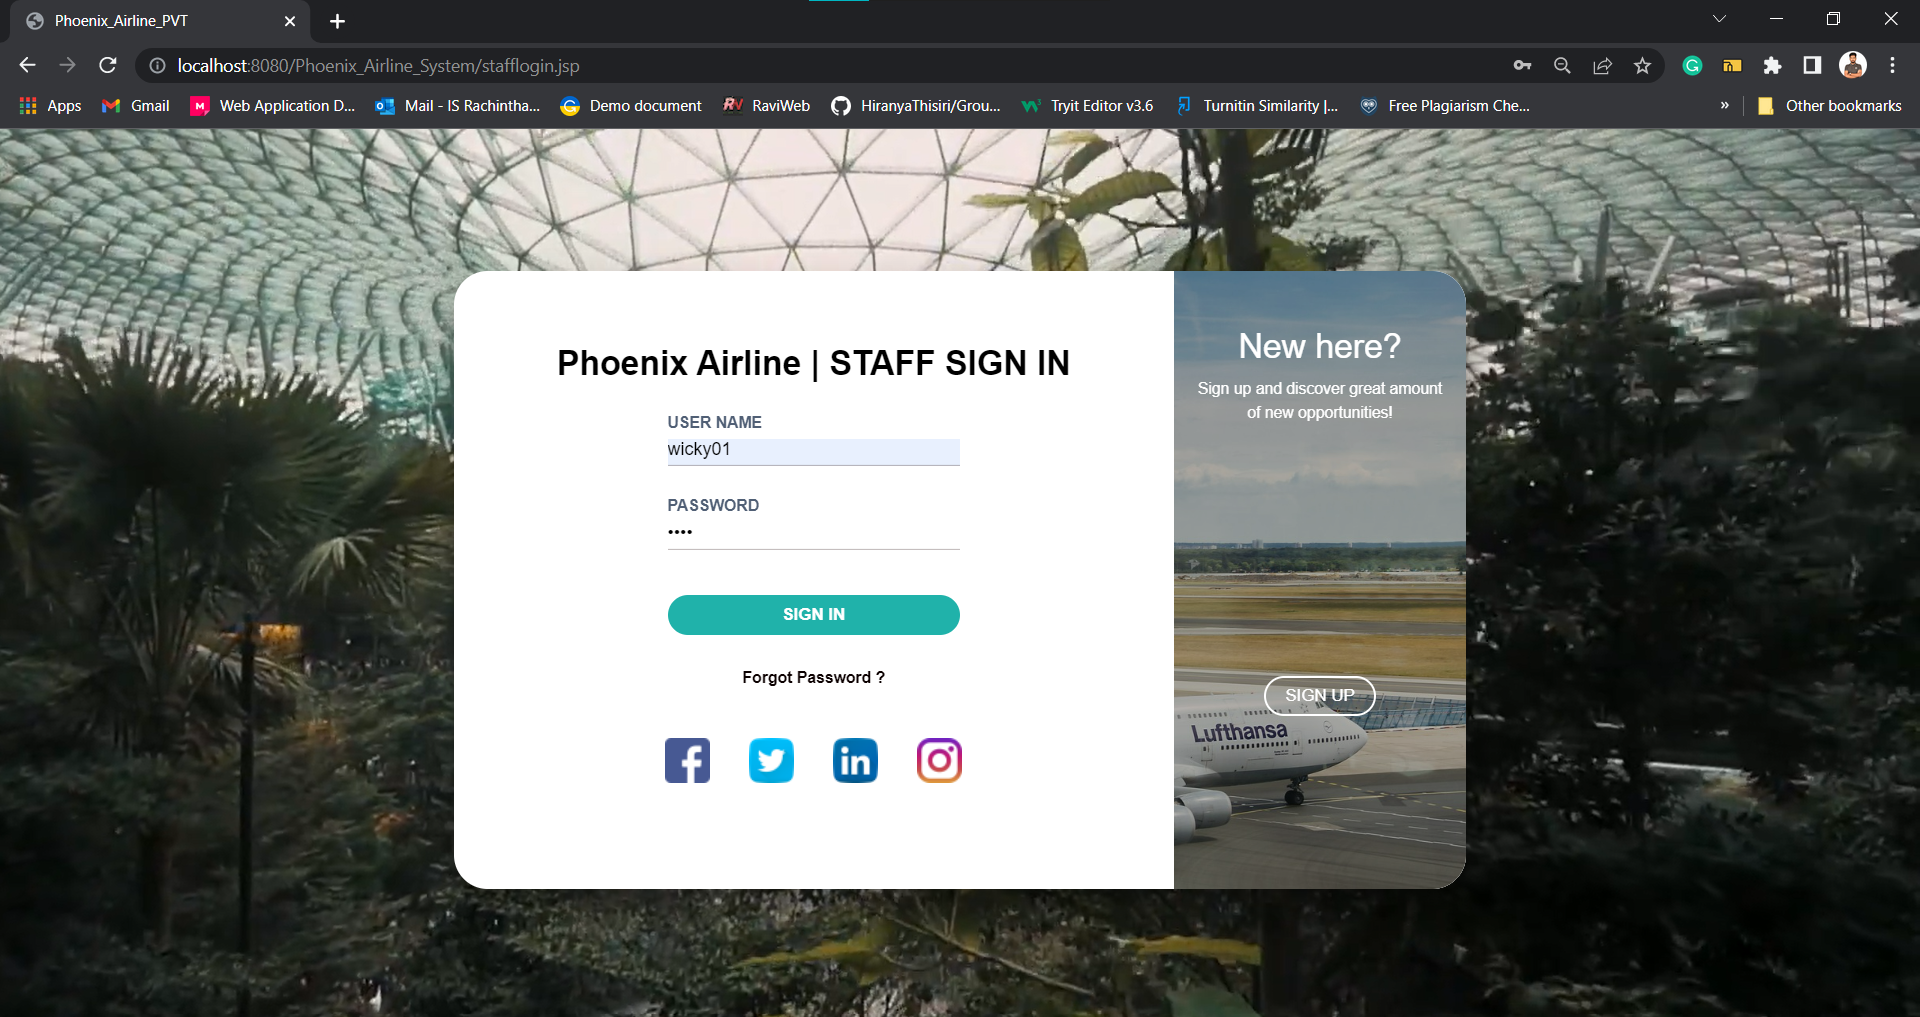 Phoenix_Airline_PVT
localhost:8080/Phoenix_Airline_System/stafflogin.jsp
Apps
Gmail
Web Application D...
Mail - IS Rachintha...
Demo document
RaviWeb
HiranyaThisiri/Grou...
Tryit Editor v3.6
Turnitin Similarity |...
Free Plagiarism Che...
»
Other bookmarks
Phoenix Airline | STAFF SIGN IN
USER NAME
wicky01
PASSWORD
••••
SIGN IN
Forgot Password ?
New here?
Sign up and discover great amount
of new opportunities!
SIGN UP
Lufthansa